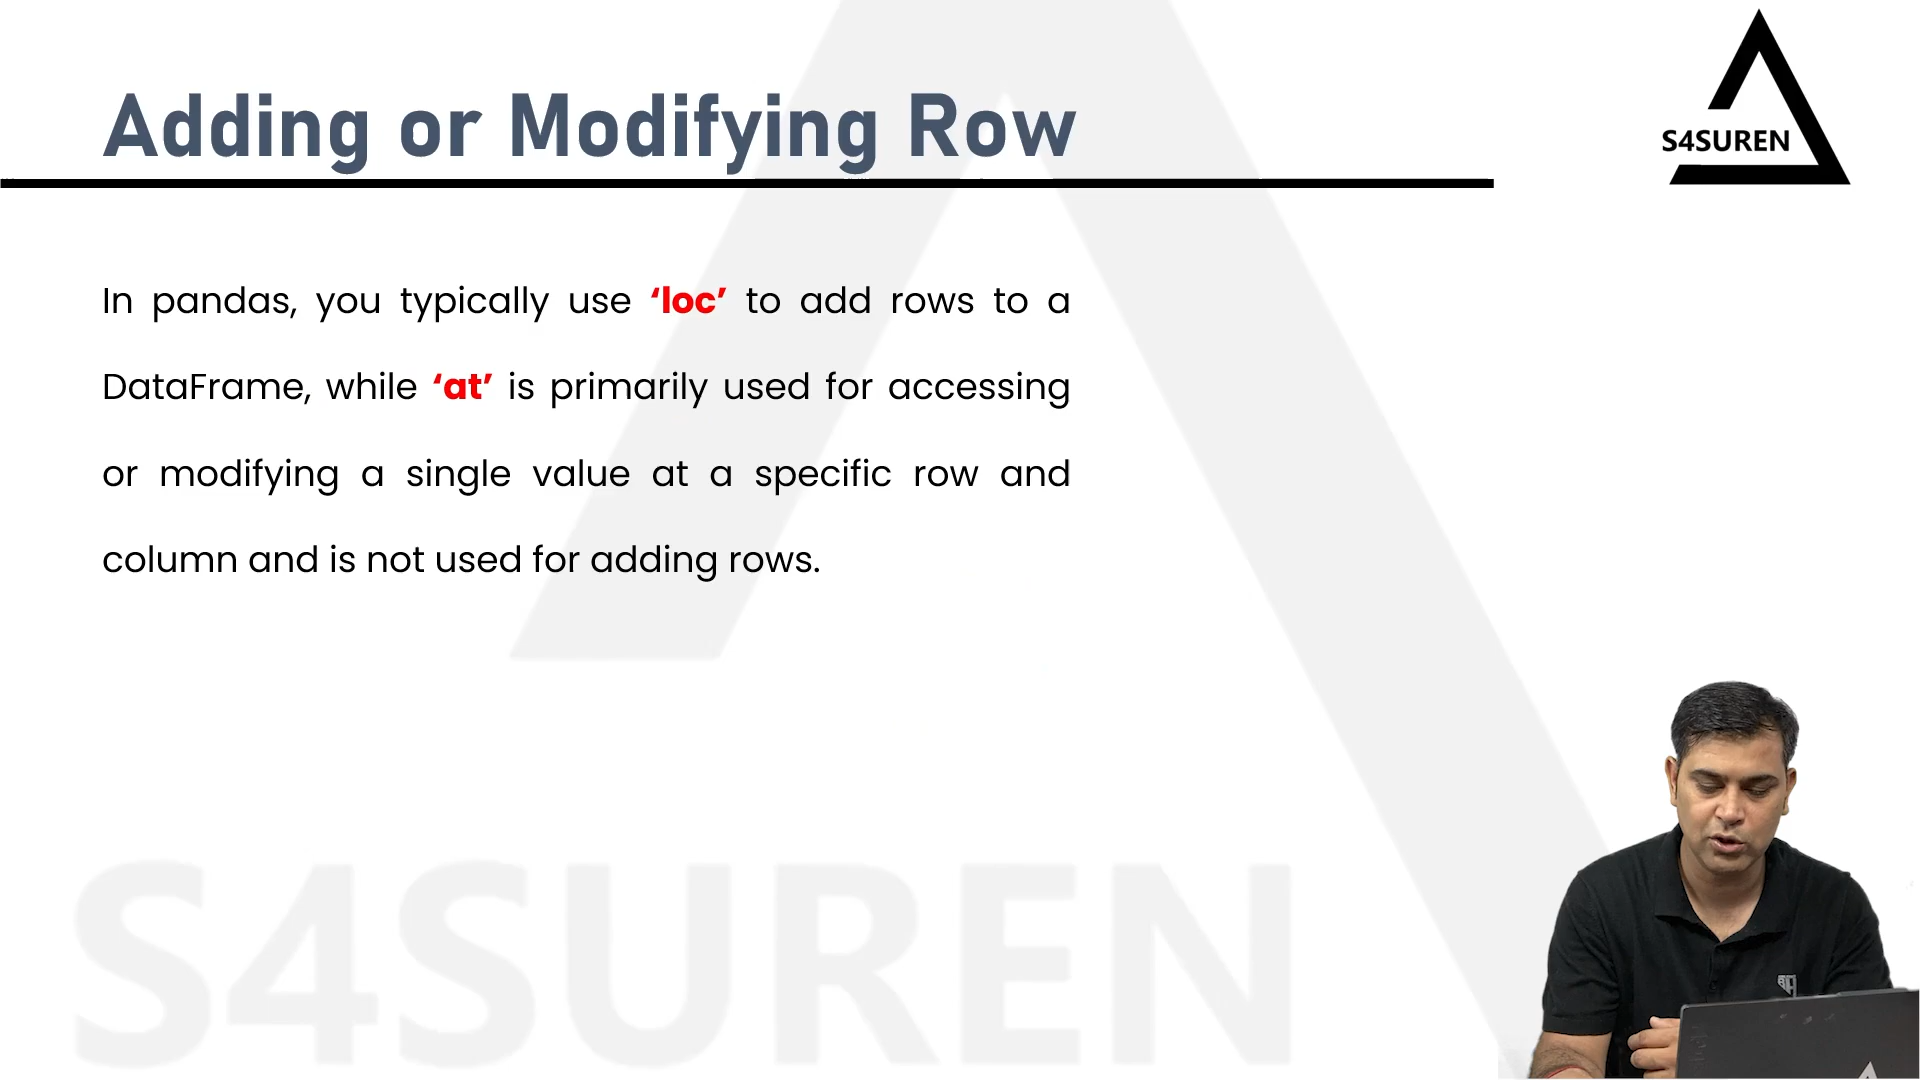 Adding or Modifying Row
S4SUREN
In pandas, you typically use ‘loc’ to add rows to a
DataFrame, while ‘at’ is primarily used for accessing
or modifying a single value at a specific row and
column and is not used for adding rows.
S4SUREN